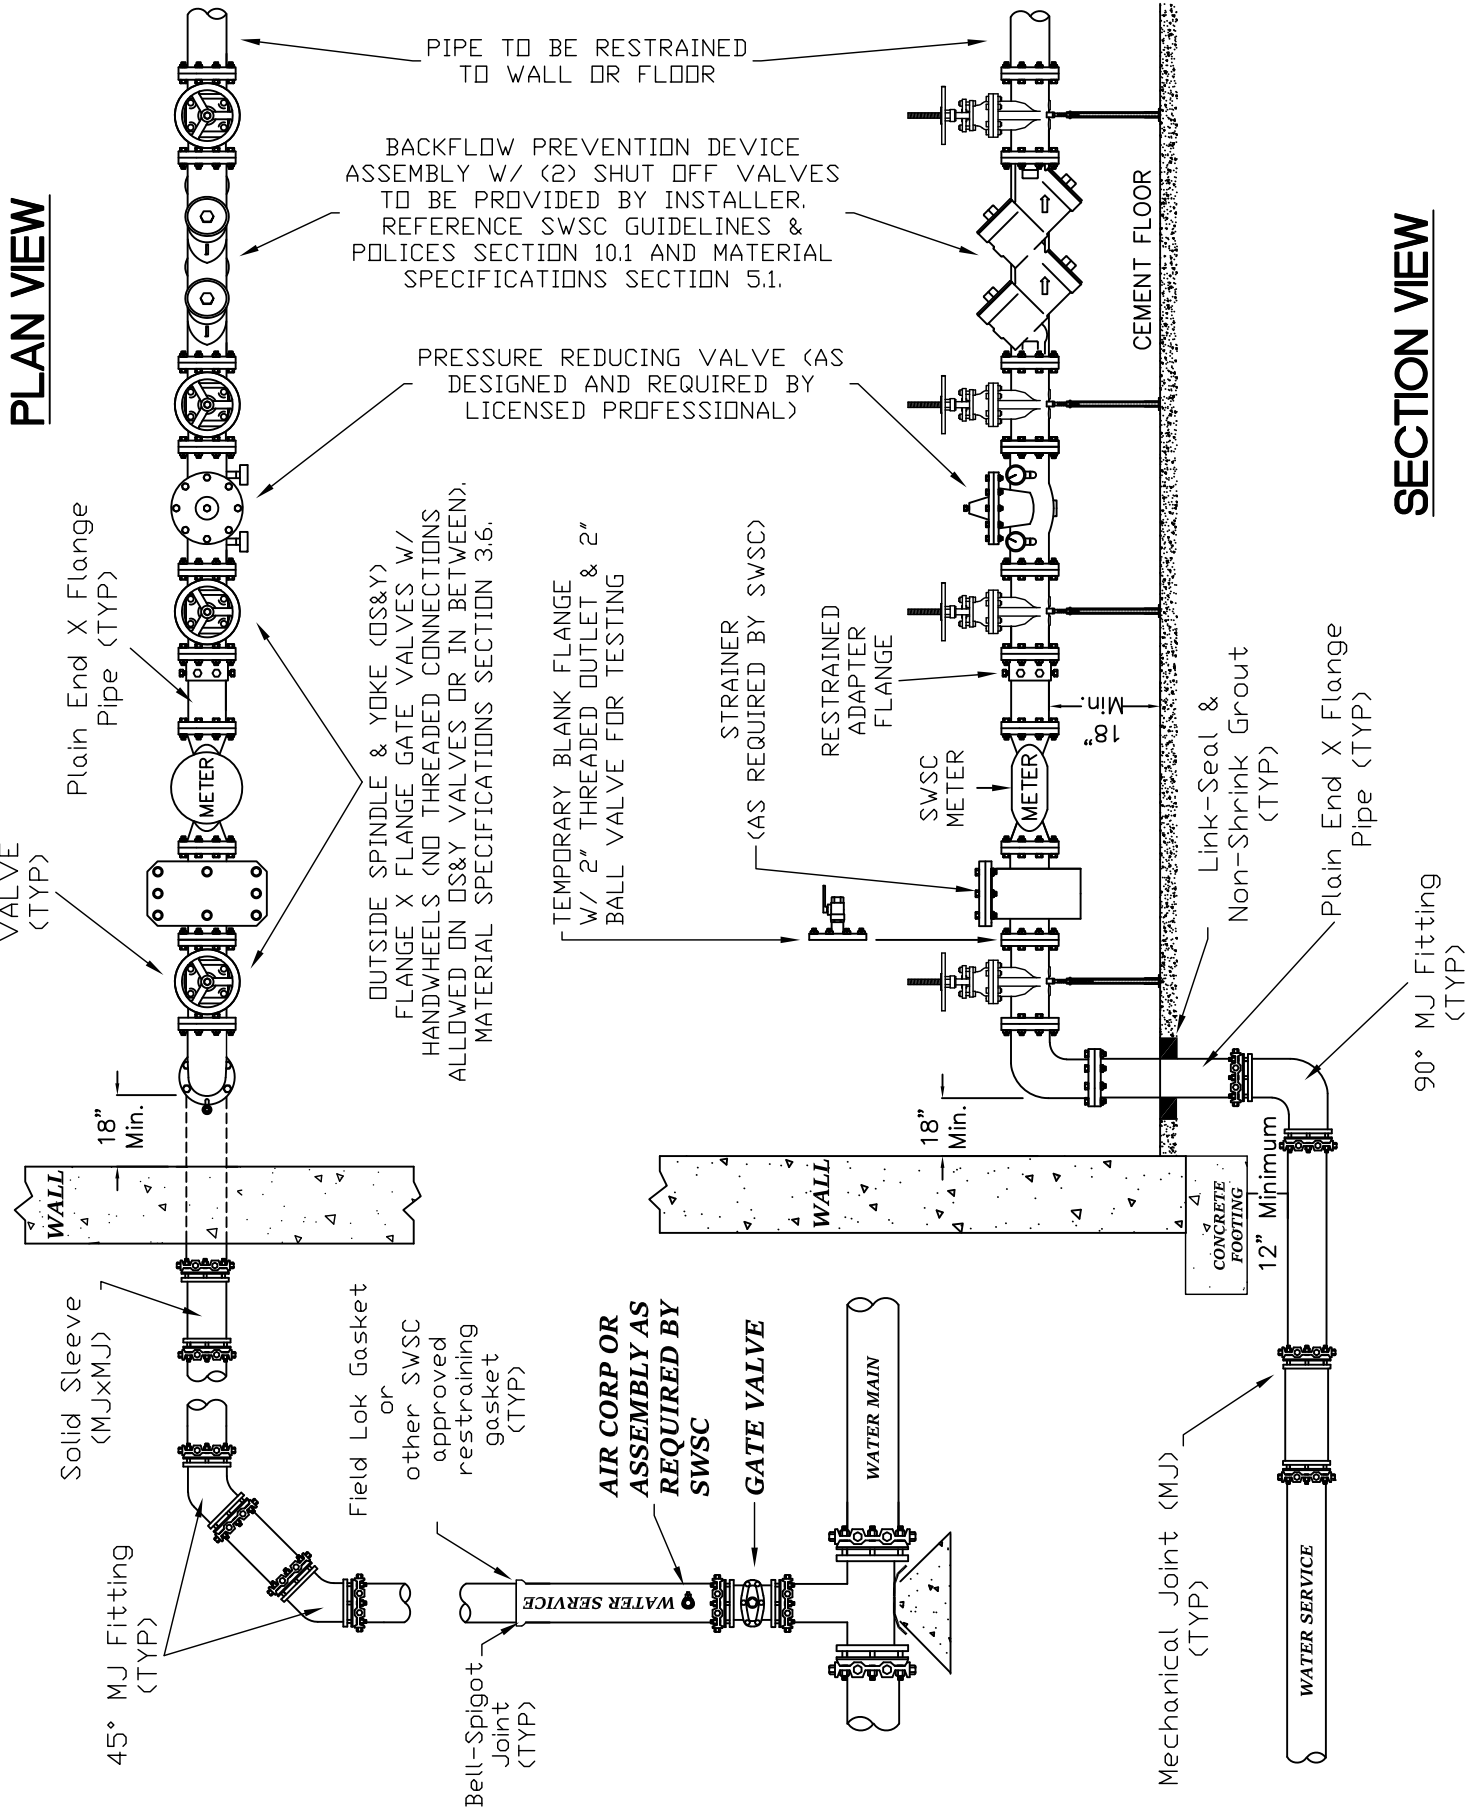 PLAN VIEW
PIPE TO BE RESTRAINED
TO WALL OR FLOOR
BACKFLOW PREVENTION DEVICE
ASSEMBLY W/ (2) SHUT OFF VALVES
TO BE PROVIDED BY INSTALLER.
REFERENCE SWSC GUIDELINES &
POLICES SECTION 10.1 AND MATERIAL
SPECIFICATIONS SECTION 5.1.
PRESSURE REDUCING VALVE (AS
DESIGNED AND REQUIRED BY
LICENSED PROFESSIONAL)
Plain End X Flange
Pipe (TYP)
METER
VALVE
(TYP)
OUTSIDE SPINDLE & YOKE (OS&Y)
FLANGE X FLANGE GATE VALVES W/
HANDWHEELS (NO THREADED CONNECTIONS
ALLOWED ON OS&Y VALVES OR IN BETWEEN).
MATERIAL SPECIFICATIONS SECTION 3.6.
TEMPORARY BLANK FLANGE
W/ 2" THREADED OUTLET & 2"
BALL VALVE FOR TESTING
STRAINER
(AS REQUIRED BY SWSC)
RESTRAINED
ADAPTER
FLANGE
SWSC
METER
METER
18"
Min.
CEMENT FLOOR
SECTION VIEW
Link-Seal &
Non-Shrink Grout
(TYP)
Plain End X Flange
Pipe (TYP)
90° MJ Fitting
(TYP)
18"
Min.
WALL
18"
Min.
WALL
CONCRETE
FOOTING
12" Minimum
Solid Sleeve
(MJxMJ)
45° MJ Fitting
(TYP)
Field Lok Gasket
or
other SWSC
approved
restraining
gasket
(TYP)
Bell-Spigot
Joint
(TYP)
WATER SERVICE
AIR CORP OR
ASSEMBLY AS
REQUIRED BY
SWSC
GATE VALVE
WATER MAIN
Mechanical Joint (MJ)
(TYP)
WATER SERVICE